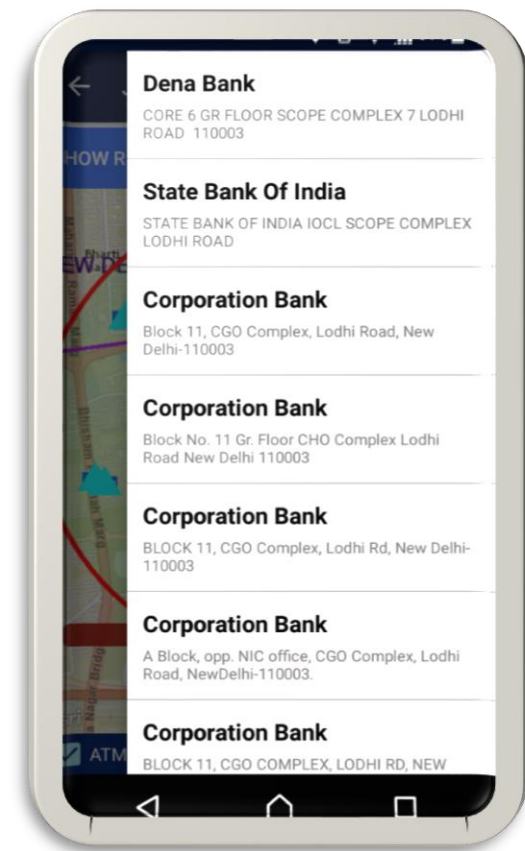 HOW R
Dena Bank
CORE 6 GR FLOOR SCOPE COMPLEX 7 LODHI
ROAD 110003
State Bank Of India
STATE BANK OF INDIA IOCL SCOPE COMPLEX
LODHI ROAD
Corporation Bank
Block 11, CGO Complex, Lodhi Road, New
Delhi-110003
Corporation Bank
Block No. 11 Gr. Floor CHO Complex Lodhi
Road New Delhi 110003
Corporation Bank
BLOCK 11, CGO Complex, Lodhi Rd, New Delhi-
110003
Corporation Bank
A Block, opp. NIC office, CGO Complex, Lodhi
Road, NewDelhi-110003.
Corporation Bank
BLOCK 11, CGO COMPLEX, LODHI RD, NEW
ATM